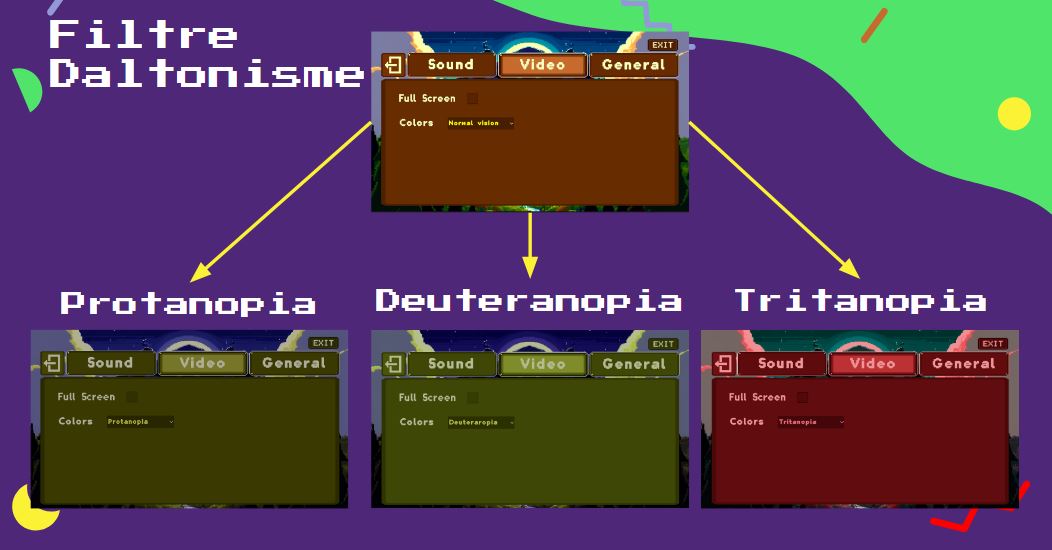 Filtre
Daltonisme
EXIT
Sound Video General
Full Screen
Colors Normal vision
Protanopia Deuteranopia Tritanopia
EXIT
Sound Video General
Full Screen
Colors Protanopia
EXIT
Sound Video General
Full Screen
Colors Deuteraropia
EXIT
Sound Video General
Full Screen
Colors Tritanopia